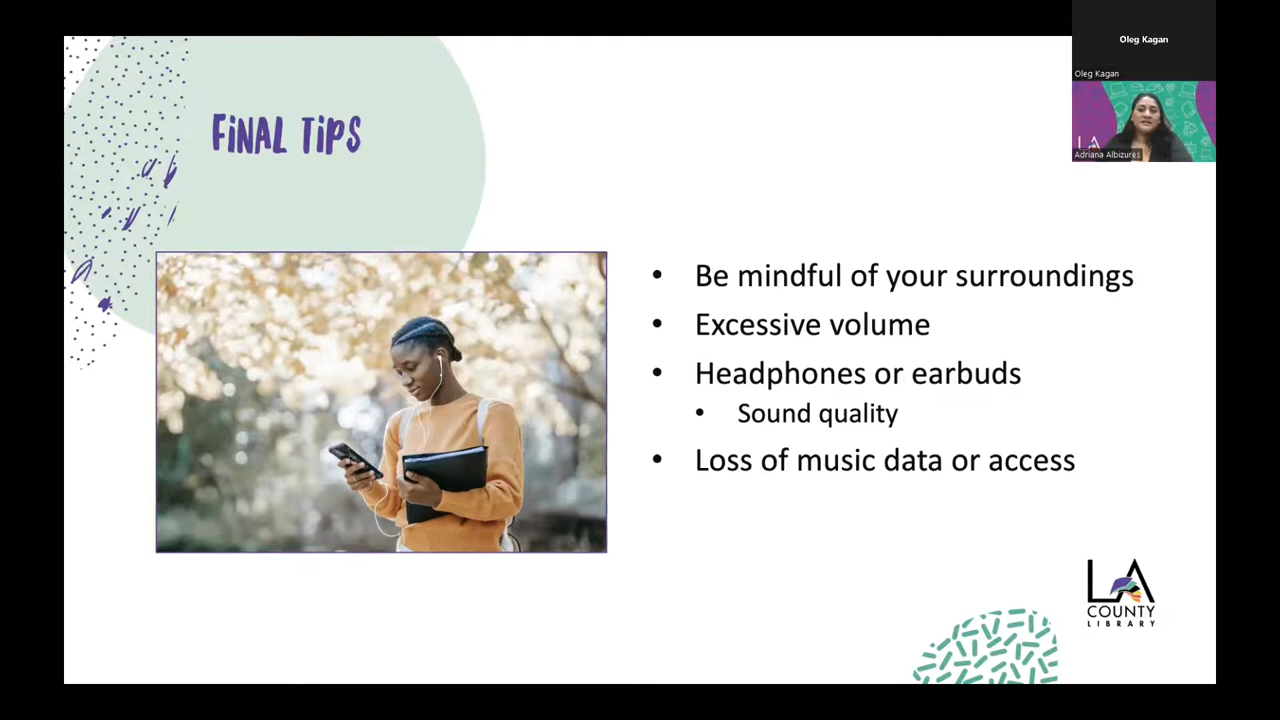 Oleg Kagan
Oleg Kagan
LA
Adriana Albizures
FiNAL TiPS
• Be mindful of your surroundings
• Excessive volume
• Headphones or earbuds
• Sound quality
• Loss of music data or access
LA
COUNTY
LIBRARY